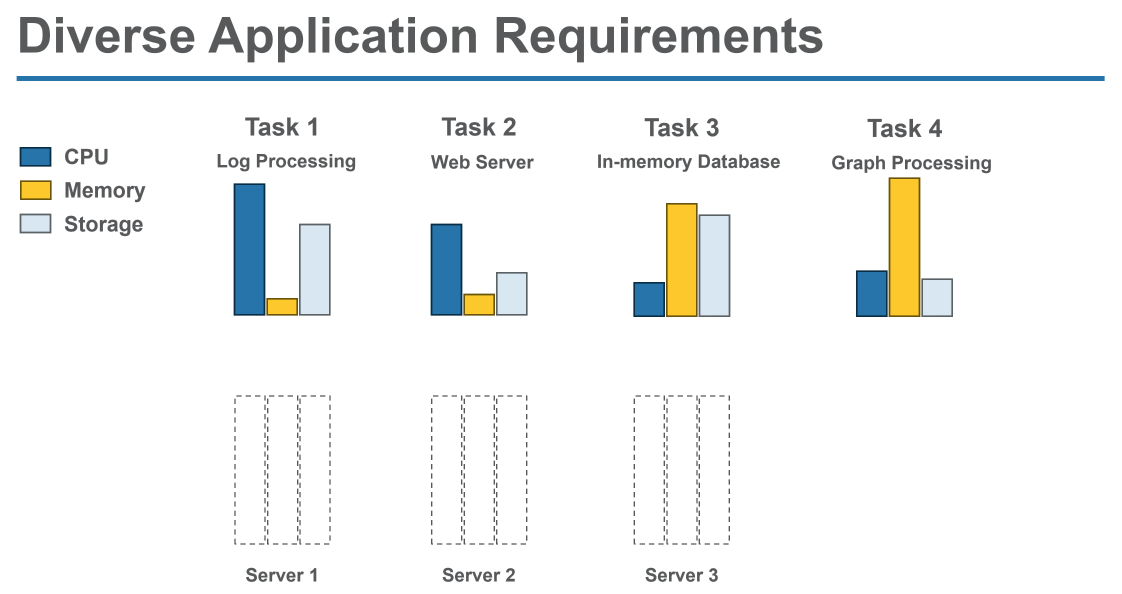 Diverse Application Requirements
CPU
Memory
Storage
Task 1
Log Processing
Task 2
Web Server
Task 3
In-memory Database
Task 4
Graph Processing
Server 1
Server 2
Server 3